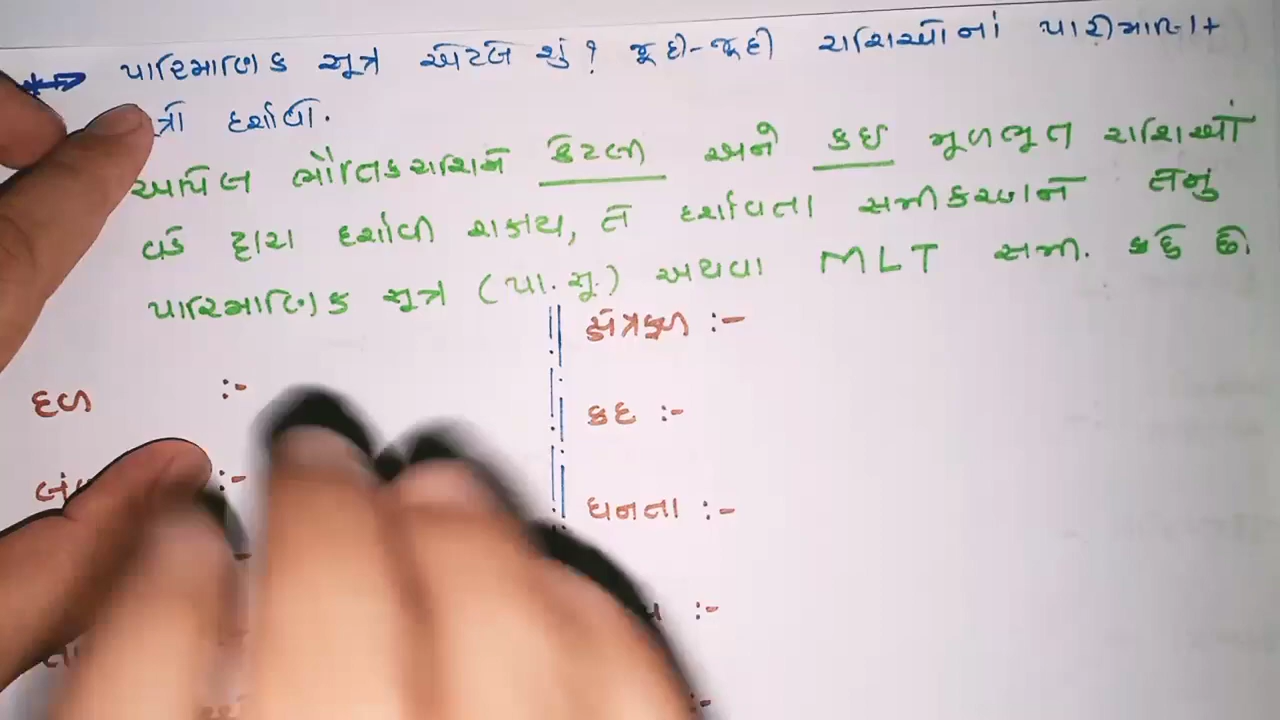 પારિમાણિક સૂત્ર એટલે શું? જૂદી-જૂદી રાશિઓનાં
દર્શાવો.
આપેલ ભૌતિકરાશિને કેટલી અને કઇ મૂળભૂત રાશિઓ
વડે દ્વારા દર્શાવી શકાય, તે દર્શાવતા સમીકરણને તેનુ
પારિમાણિક સૂત્ર (પા. સૂ.) અથવા MLT સમી. કહે છે.
દળ :-
:-
ક્ષેત્રફળ :-
કદ :-
ઘનતા :-
:-